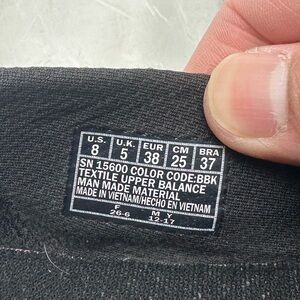 U.S. U.K. EUR CM BRA
8 5 38 25 37
SN 15600 COLOR CODE:BBK
TEXTILE UPPER BALANCE
MAN MADE MATERIAL
MADE IN VIETNAM/HECHO EN VIETNAM
F M Y
26-6 12-17